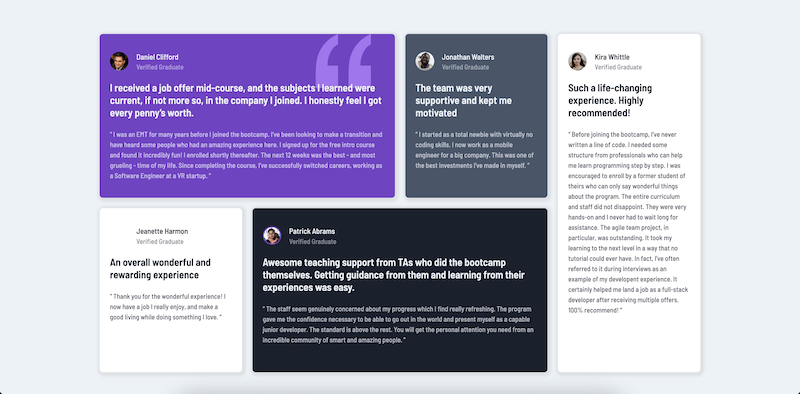 Daniel Clifford
Verified Graduate
I received a job offer mid-course, and the subjects I learned were
current, if not more so, in the company I joined. I honestly feel I got
every penny's worth.
" I was an EMT for many years before I joined the bootcamp. I've been looking to make a transition and
have heard some people who had an amazing experience here. I signed up for the free intro course
and found it incredibly fun! I enrolled shortly thereafter. The next 12 weeks was the best - and most
grueling - time of my life. Since completing the course, I've successfully switched careers, working as
a Software Engineer at a VR startup. "
Jonathan Walters
Verified Graduate
The team was very
supportive and kept me
motivated
" I started as a total newbie with virtually no
coding skills. I now work as a mobile
engineer for a big company. This was one of
the best investments I've made in myself. "
Kira Whittle
Verified Graduate
Such a life-changing
experience. Highly
recommended!
" Before joining the bootcamp, I've never
written a line of code. I needed some
structure from professionals who can help
me learn programming step by step. I was
encouraged to enroll by a former student of
theirs who can only say wonderful things
about the program. The entire curriculum
and staff did not disappoint. They were very
hands-on and I never had to wait long for
assistance. The agile team project, in
particular, was outstanding. It took my
learning to the next level in a way that no
tutorial could ever have. In fact, I've often
referred to it during interviews as an
example of my developent experience. It
certainly helped me land a job as a full-stack
developer after receiving multiple offers.
100% recommend! "
Jeanette Harmon
Verified Graduate
An overall wonderful and
rewarding experience
" Thank you for the wonderful experience! I
now have a job I really enjoy, and make a
good living while doing something I love. "
Patrick Abrams
Verified Graduate
Awesome teaching support from TAs who did the bootcamp
themselves. Getting guidance from them and learning from their
experiences was easy.
" The staff seem genuinely concerned about my progress which I find really refreshing. The program
gave me the confidence necessary to be able to go out in the world and present myself as a capable
junior developer. The standard is above the rest. You will get the personal attention you need from an
incredible community of smart and amazing people. "